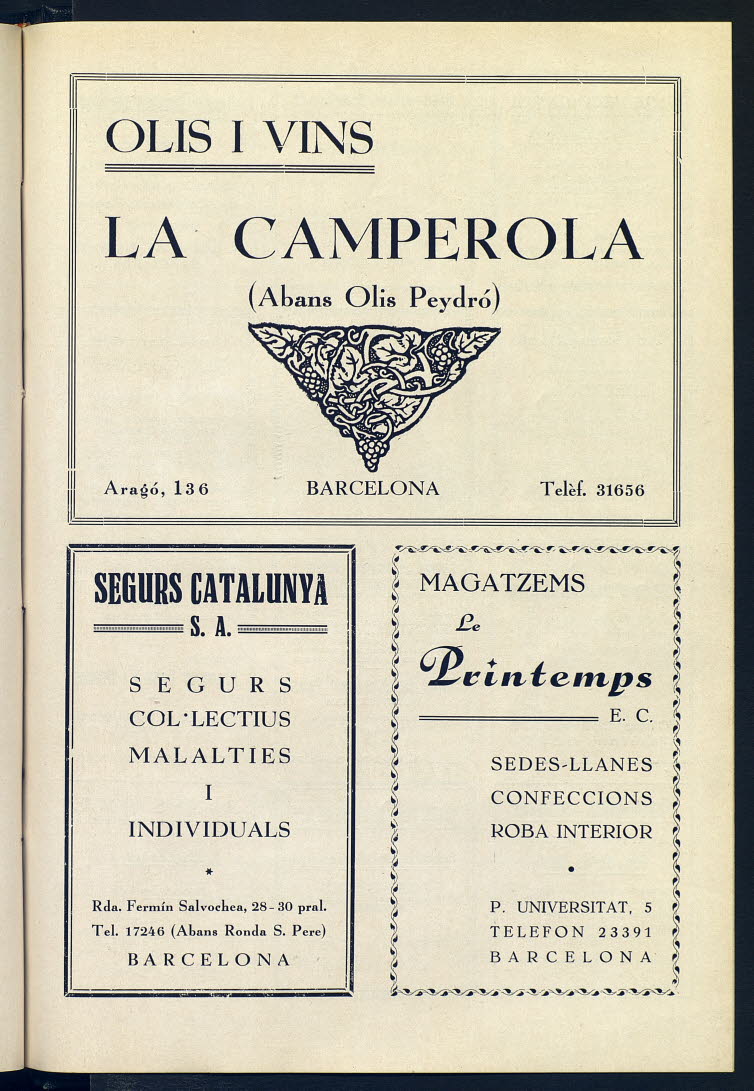 OLIS I VINS
LA CAMPEROLA
(Abans Olis Peydró)
Aragó, 136 BARCELONA Telèf. 31656
SEGURS CATALUNYA
S. A.
SEGURS
COL·LECTIUS
MALALTIES
I
INDIVIDUALS
*
Rda. Fermín Salvochea, 28-30 pral.
Tel. 17246 (Abans Ronda S. Pere)
BARCELONA
MAGATZEMS
Le
Printemps
E. C.
SEDES-LLANES
CONFECCIONS
ROBA INTERIOR
•
P. UNIVERSITAT, 5
TELEFON 23391
BARCELONA